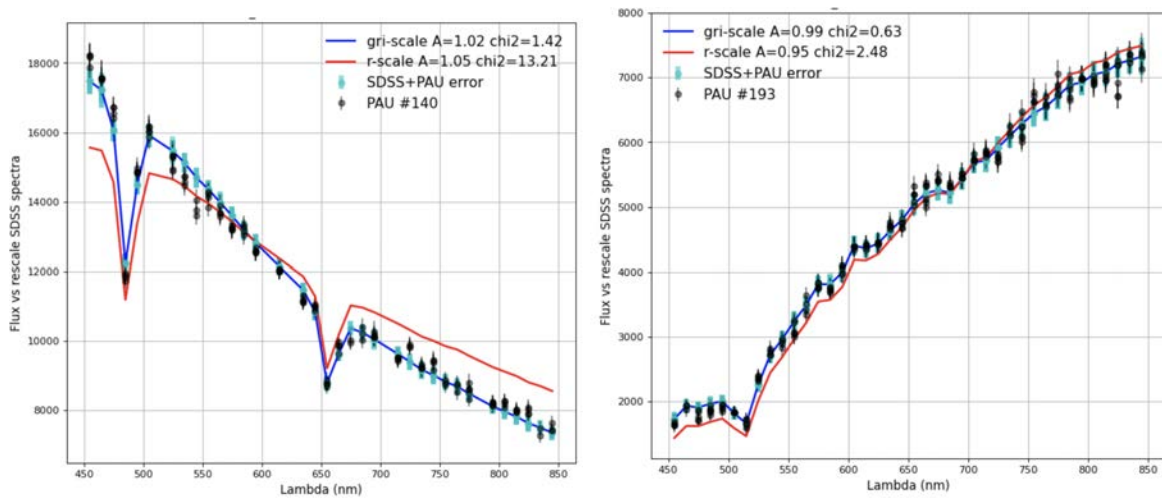 gri-scale A=1.02 chi2=1.42
r-scale A=1.05 chi2=13.21
SDSS+PAU error
PAU #140
Flux vs rescale SDSS spectra
18000
16000
14000
12000
10000
8000
450 500 550 600 650 700 750 800 850
Lambda (nm)
gri-scale A=0.99 chi2=0.63
r-scale A=0.95 chi2=2.48
SDSS+PAU error
PAU #193
Flux vs rescale SDSS spectra
8000
7000
6000
5000
4000
3000
2000
450 500 550 600 650 700 750 800 850
Lambda (nm)